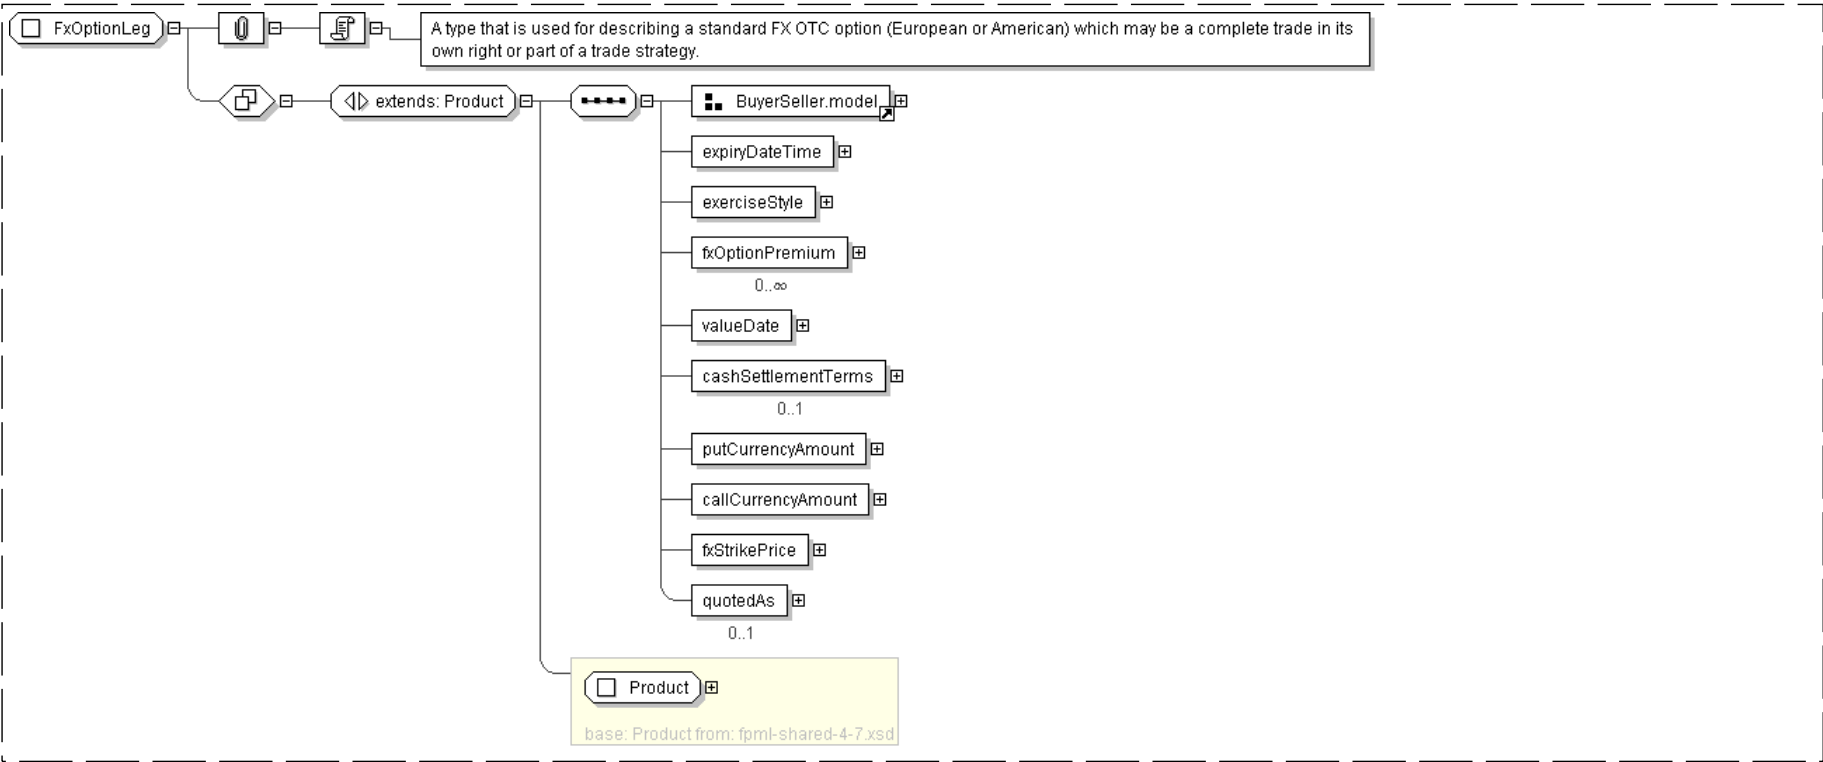 FxOptionLeg
A type that is used for describing a standard FX OTC option (European or American) which may be a complete trade in its
own right or part of a trade strategy.
extends: Product
BuyerSeller.model
expiryDateTime
exerciseStyle
fxOptionPremium
0..∞
valueDate
cashSettlementTerms
0..1
putCurrencyAmount
callCurrencyAmount
fxStrikePrice
quotedAs
0..1
Product
base: Product from: fpml-shared-4-7.xsd